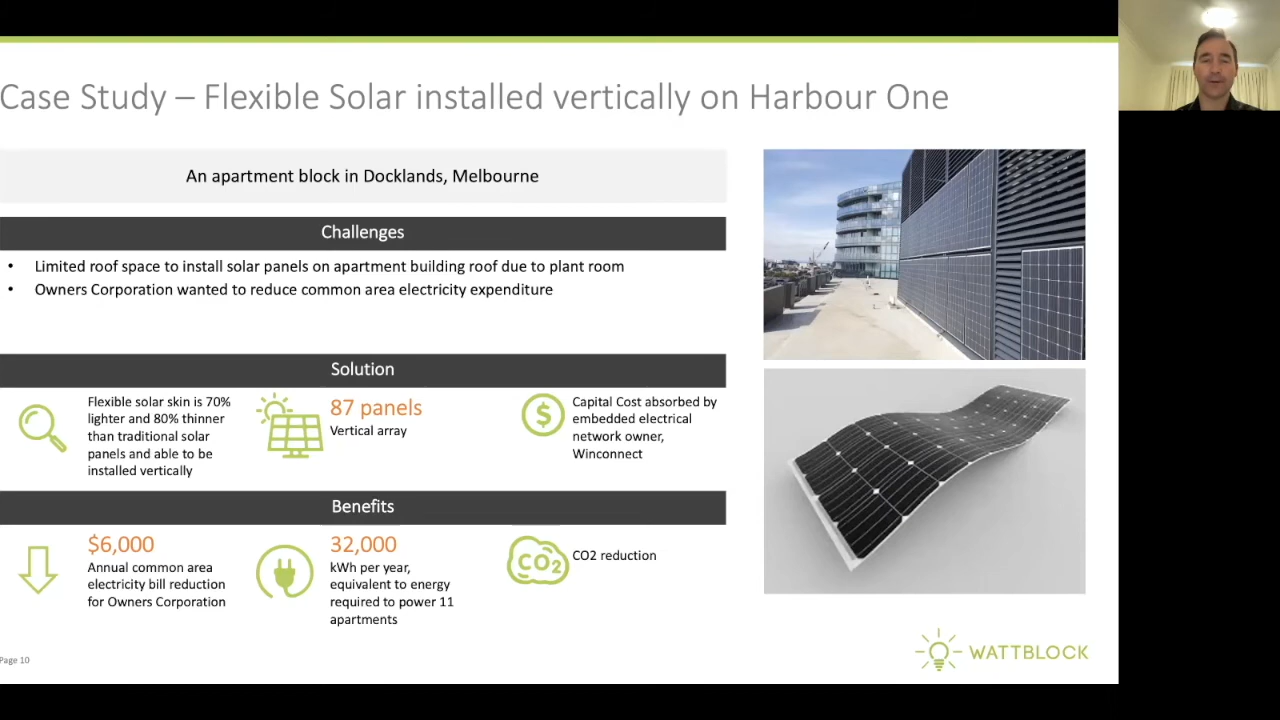 Case Study – Flexible Solar installed vertically on Harbour One
An apartment block in Docklands, Melbourne
Challenges
• Limited roof space to install solar panels on apartment building roof due to plant room
• Owners Corporation wanted to reduce common area electricity expenditure
Solution
Flexible solar skin is 70%
lighter and 80% thinner
than traditional solar
panels and able to be
installed vertically
87 panels
Vertical array
$
Capital Cost absorbed by
embedded electrical
network owner,
Winconnect
Benefits
$6,000
Annual common area
electricity bill reduction
for Owners Corporation
32,000
kWh per year,
equivalent to energy
required to power 11
apartments
CO2
CO2 reduction
Page 10
WATTBLOCK